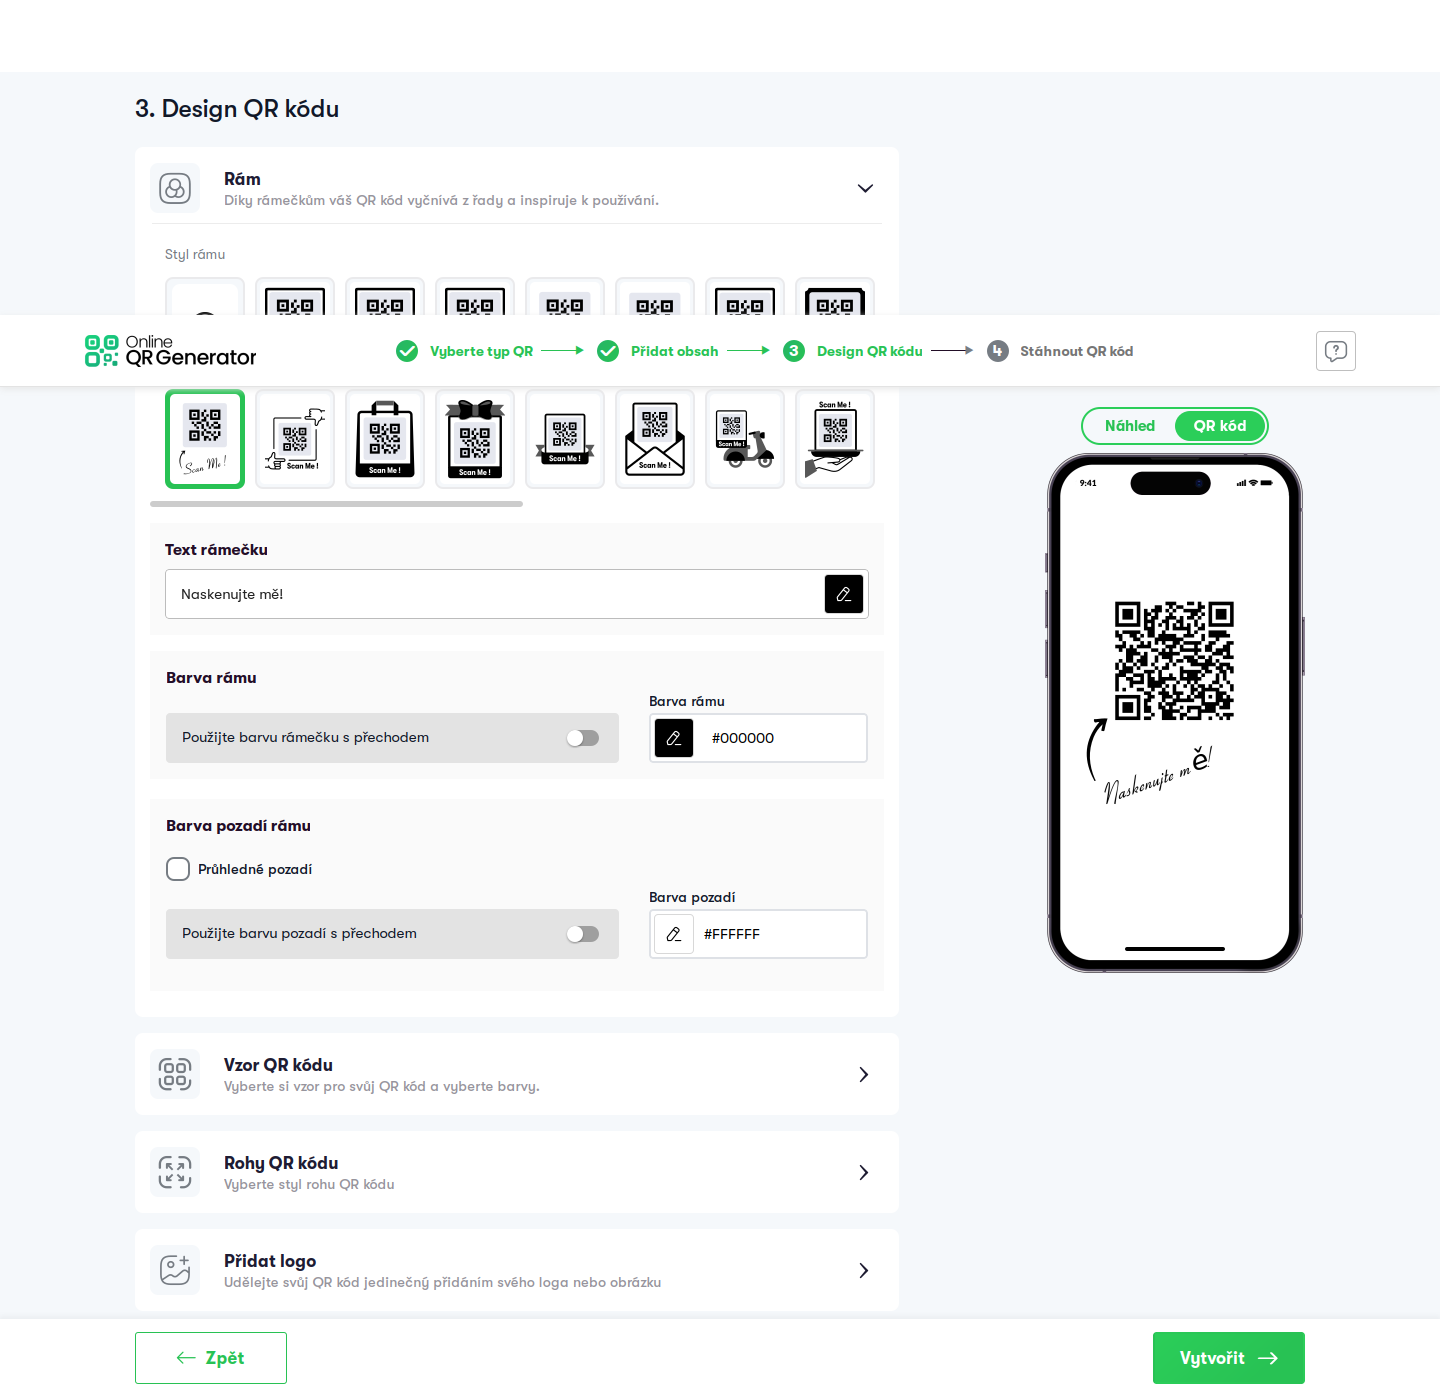 3. Design QR kódu
Rám
Díky rámečkům váš QR kód vyčnívá z řady a inspiruje k používání.
Styl rámu
Online
QR Generator
Vyberte typ QR
Přidat obsah
3
Design QR kódu
4
Stáhnout QR kód
?
Scan Me !
Scan Me !
Scan Me !
Scan Me !
Scan Me !
Scan Me !
Scan Me !
Scan Me !
Náhled
QR kód
9:41
Text rámečku
Naskenujte mě!
Barva rámu
Barva rámu
Použijte barvu rámečku s přechodem
#000000
Naskenujte mě!
Barva pozadí rámu
Průhledné pozadí
Barva pozadí
Použijte barvu pozadí s přechodem
#FFFFFF
Vzor QR kódu
Vyberte si vzor pro svůj QR kód a vyberte barvy.
Rohy QR kódu
Vyberte styl rohu QR kódu
Přidat logo
Udělejte svůj QR kód jedinečný přidáním svého loga nebo obrázku
Zpět
Vytvořit